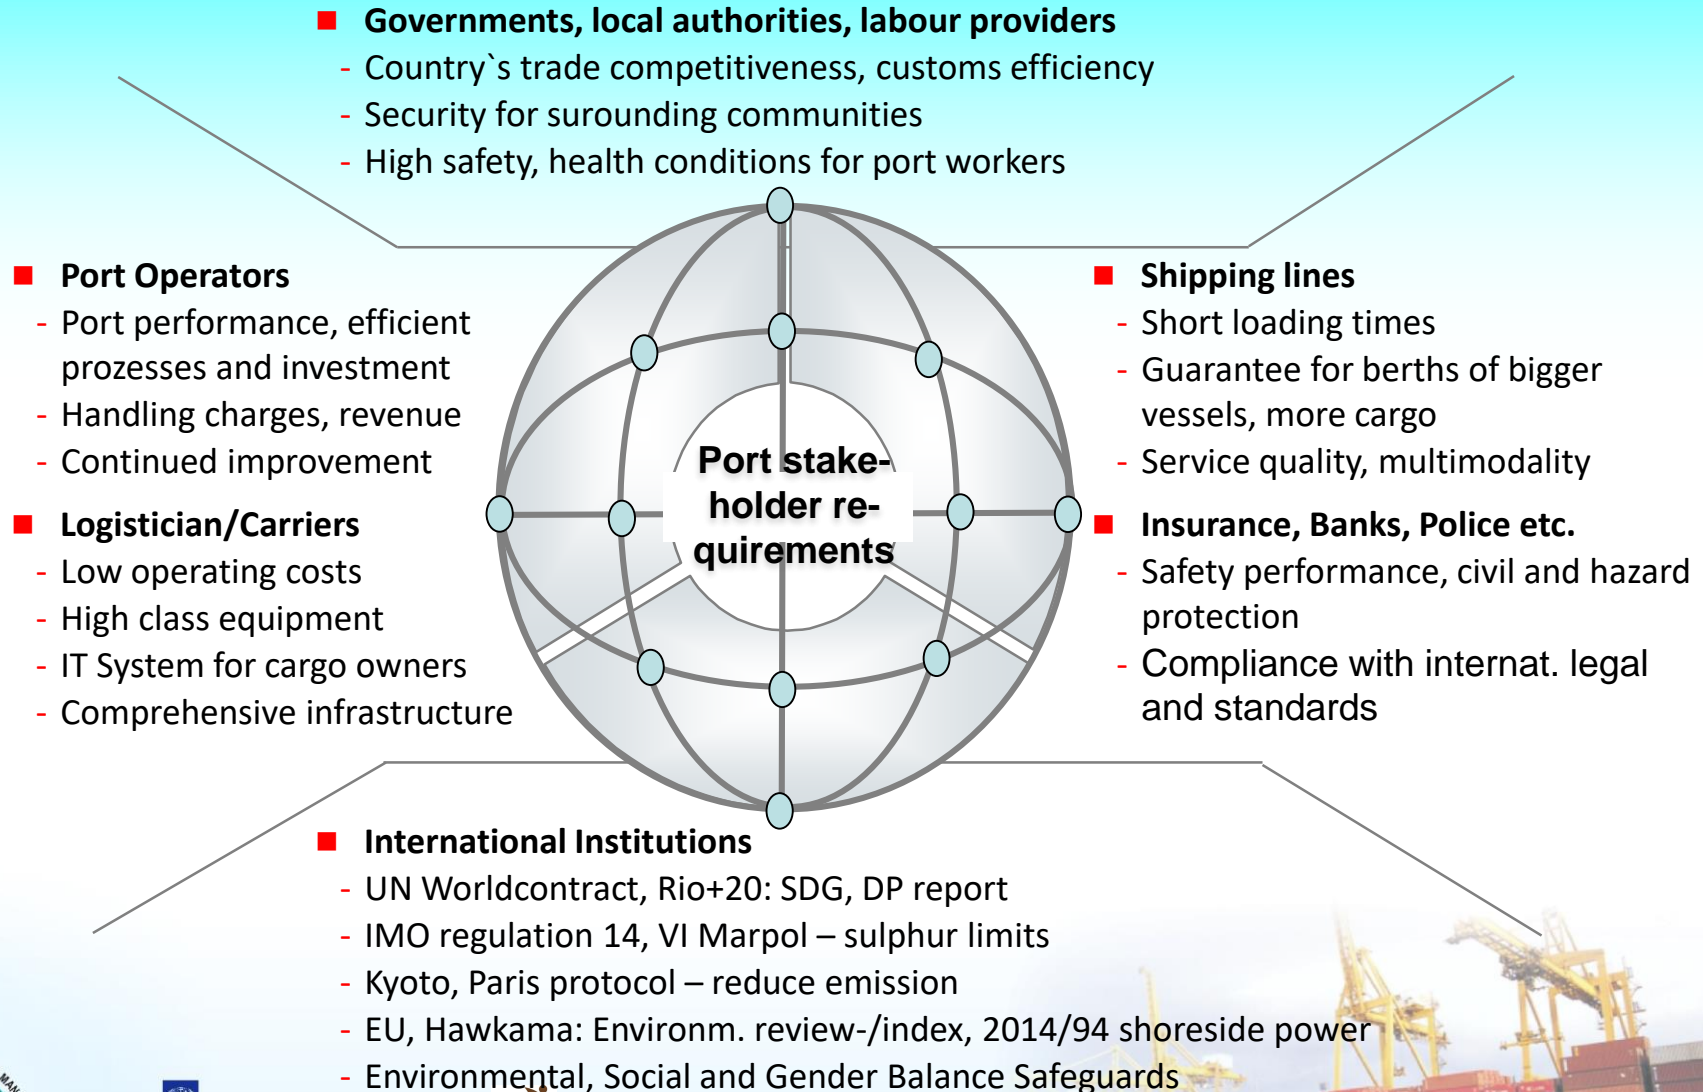 ■ Governments, local authorities, labour providers
- Country`s trade competitiveness, customs efficiency
- Security for surounding communities
- High safety, health conditions for port workers
■ Port Operators
- Port performance, efficient
prozesses and investment
- Handling charges, revenue
- Continued improvement
■ Logistician/Carriers
- Low operating costs
- High class equipment
- IT System for cargo owners
- Comprehensive infrastructure
Port stake-
holder re-
quirements
■ Shipping lines
- Short loading times
- Guarantee for berths of bigger
vessels, more cargo
- Service quality, multimodality
■ Insurance, Banks, Police etc.
- Safety performance, civil and hazard
protection
- Compliance with internat. legal
and standards
■ International Institutions
- UN Worldcontract, Rio+20: SDG, DP report
- IMO regulation 14, VI Marpol – sulphur limits
- Kyoto, Paris protocol – reduce emission
- EU, Hawkama: Environm. review-/index, 2014/94 shoreside power
- Environmental, Social and Gender Balance Safeguards